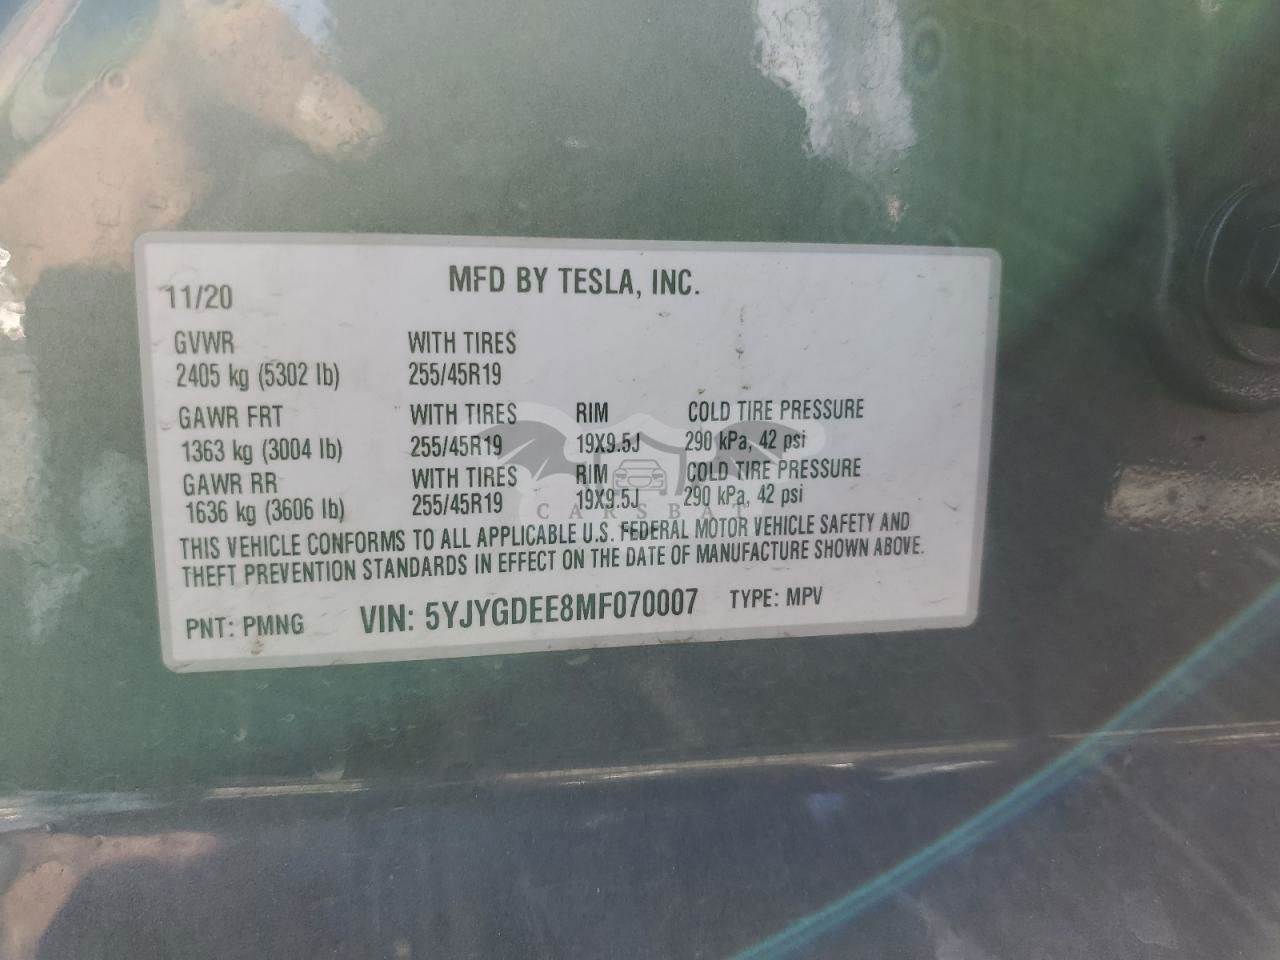 MFD BY TESLA, INC.
11/20
GVWR WITH TIRES
2405 kg (5302 lb) 255/45R19
GAWR FRT WITH TIRES RIM COLD TIRE PRESSURE
1363 kg (3004 lb) 255/45R19 19X9.5J 290 kPa, 42 psi
GAWR RR WITH TIRES RIM COLD TIRE PRESSURE
1636 kg (3606 lb) 255/45R19 19X9.5J 290 kPa, 42 psi
CARSBAT
THIS VEHICLE CONFORMS TO ALL APPLICABLE U.S. FEDERAL MOTOR VEHICLE SAFETY AND
THEFT PREVENTION STANDARDS IN EFFECT ON THE DATE OF MANUFACTURE SHOWN ABOVE.
PNT: PMNG VIN: 5YJYGDEE8MF070007 TYPE: MPV